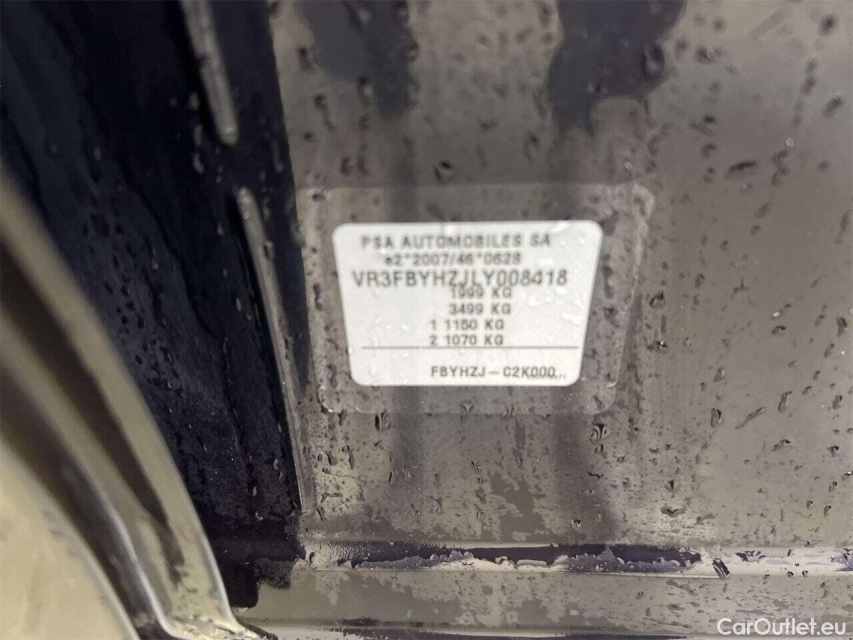 PSA AUTOMOBILES SA
e2*2007/46*0628
VR3FBYHZJLY008418
1999 KG
3499 KG
1 1150 KG
2 1070 KG
FBYHZJ - C2K000
CarOutlet.eu